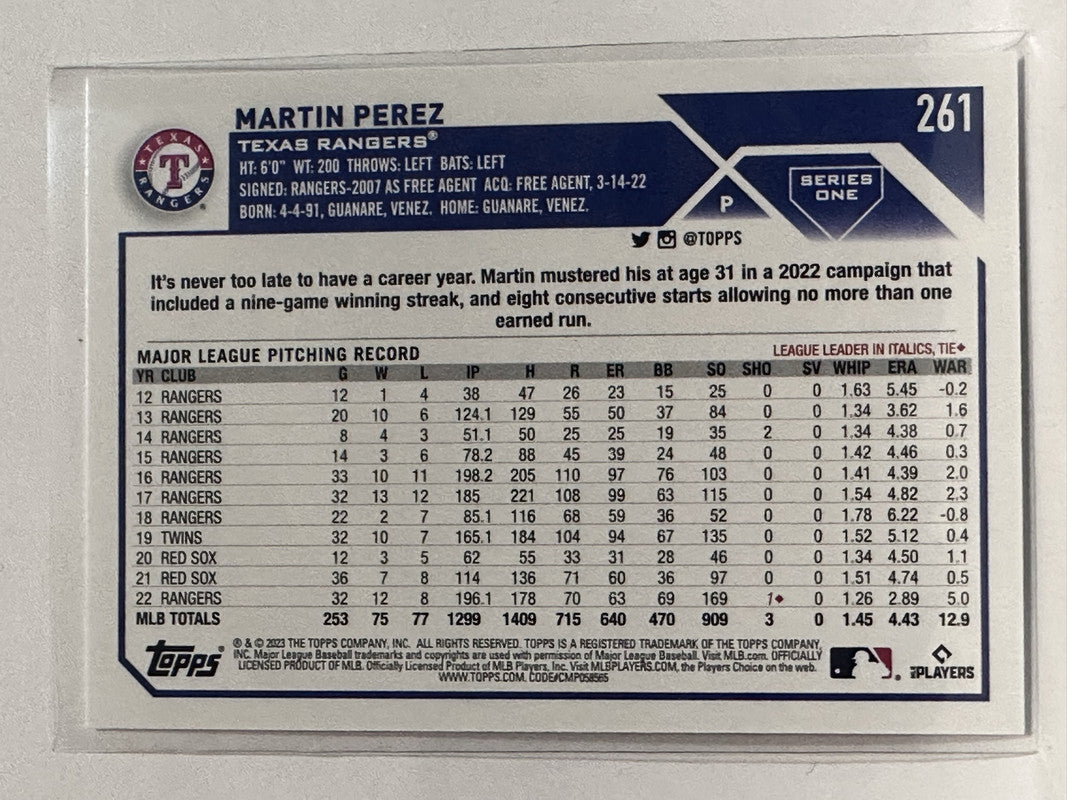 MARTIN PEREZ
261
TEXAS RANGERS®
HT: 6'0" WT: 200 THROWS: LEFT BATS: LEFT
SIGNED: RANGERS-2007 AS FREE AGENT ACQ: FREE AGENT, 3-14-22
BORN: 4-4-91, GUANARE, VENEZ. HOME: GUANARE, VENEZ.
TEXAS RANGERS
T
P
SERIES
ONE
@TOPPS
It's never too late to have a career year. Martin mustered his at age 31 in a 2022 campaign that
included a nine-game winning streak, and eight consecutive starts allowing no more than one
earned run.
MAJOR LEAGUE PITCHING RECORD LEAGUE LEADER IN ITALICS, TIE◆
YR CLUB G W L IP H R ER BB SO SHO SV WHIP ERA WAR
12 RANGERS 12 1 4 38 47 26 23 15 25 0 0 1.63 5.45 -0.2
13 RANGERS 20 10 6 124.1 129 55 50 37 84 0 0 1.34 3.62 1.6
14 RANGERS 8 4 3 51.1 50 25 25 19 35 2 0 1.34 4.38 0.7
15 RANGERS 14 3 6 78.2 88 45 39 24 48 0 0 1.42 4.46 0.3
16 RANGERS 33 10 11 198.2 205 110 97 76 103 0 0 1.41 4.39 2.0
17 RANGERS 32 13 12 185 221 108 99 63 115 0 0 1.54 4.82 2.3
18 RANGERS 22 2 7 85.1 116 68 59 36 52 0 0 1.78 6.22 -0.8
19 TWINS 32 10 7 165.1 184 104 94 67 135 0 0 1.52 5.12 0.4
20 RED SOX 12 3 5 62 55 33 31 28 46 0 0 1.34 4.50 1.1
21 RED SOX 36 7 8 114 136 71 60 36 97 0 0 1.51 4.74 0.5
22 RANGERS 32 12 8 196.1 178 70 63 69 169 1◆ 0 1.26 2.89 5.0
MLB TOTALS 253 75 77 1299 1409 715 640 470 909 3 0 1.45 4.43 12.9
Topps®
® & © 2023 THE TOPPS COMPANY, INC. ALL RIGHTS RESERVED. TOPPS IS A REGISTERED TRADEMARK OF THE TOPPS COMPANY,
INC. Major League Baseball trademarks and copyrights are used with permission of Major League Baseball. Visit MLB.com. OFFICIALLY
LICENSED PRODUCT OF MLB. Officially Licensed Product of MLB Players, Inc. Visit MLBPLAYERS.COM, the Players Choice on the web.
WWW.TOPPS.COM. CODE#CMP058565
MLB PLAYERS